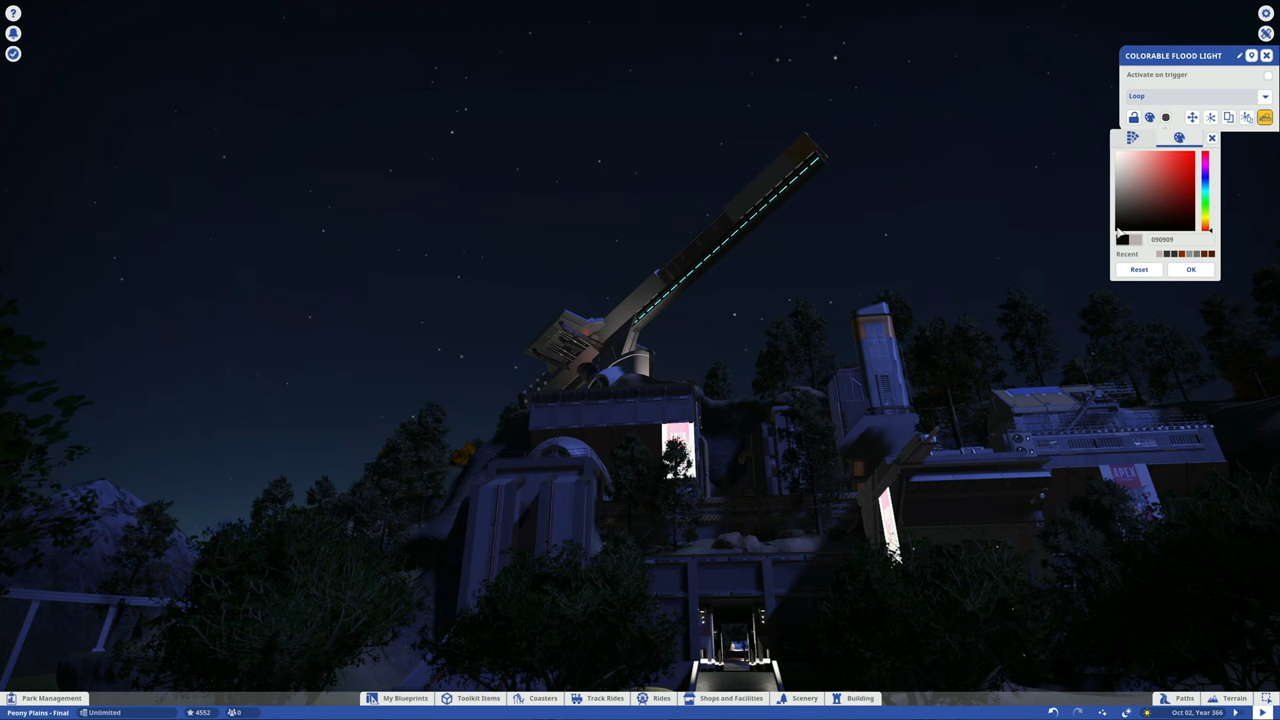 COLORABLE FLOOD LIGHT
Activate on trigger
Loop
090909
Recent
Reset OK
APEX
Park Management My Blueprints Toolkit Items Coasters Track Rides Rides Shops and Facilities Scenery Building Paths Terrain
Peony Plains - Final Unlimited 4552 0 Oct 02, Year 366